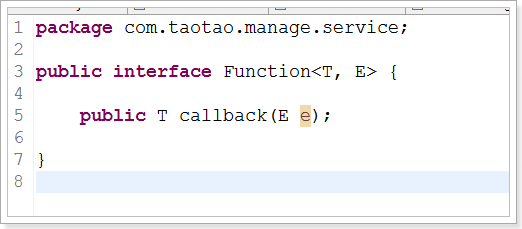 1 package com.taotao.manage.service;
2
3 public interface Function<T, E> {
4
5     public T callback(E e);
6
7 }
8